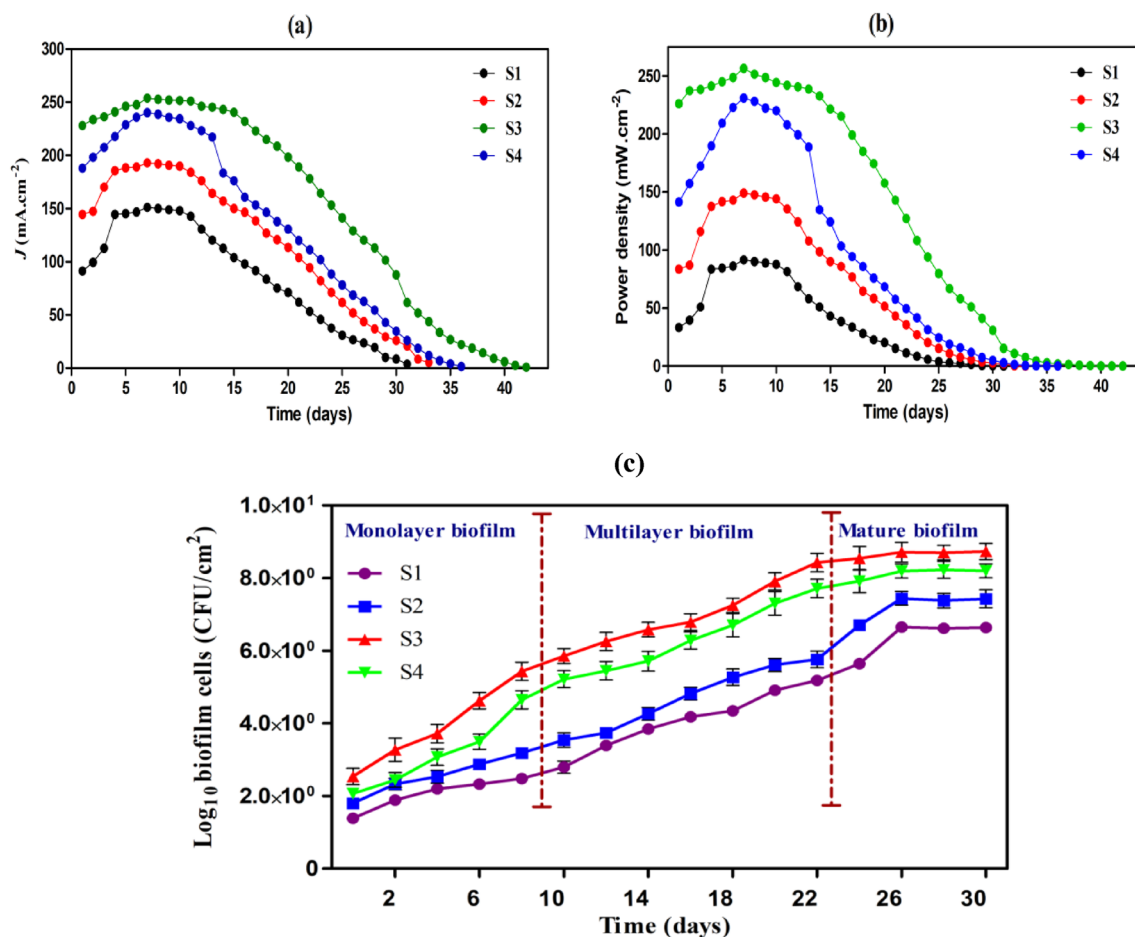 (a)
J (mA.cm⁻²)
300
250
200
150
100
50
0
0 5 10 15 20 25 30 35 40
Time (days)
S1
S2
S3
S4
(b)
Power density (mW.cm⁻²)
250
200
150
100
50
0
0 5 10 15 20 25 30 35 40
Time (days)
S1
S2
S3
S4
(c)
Log₁₀ biofilm cells (CFU/cm²)
1.0×10¹
8.0×10⁰
6.0×10⁰
4.0×10⁰
2.0×10⁰
0
Monolayer biofilm Multilayer biofilm Mature biofilm
S1
S2
S3
S4
2 6 10 14 18 22 26 30
Time (days)